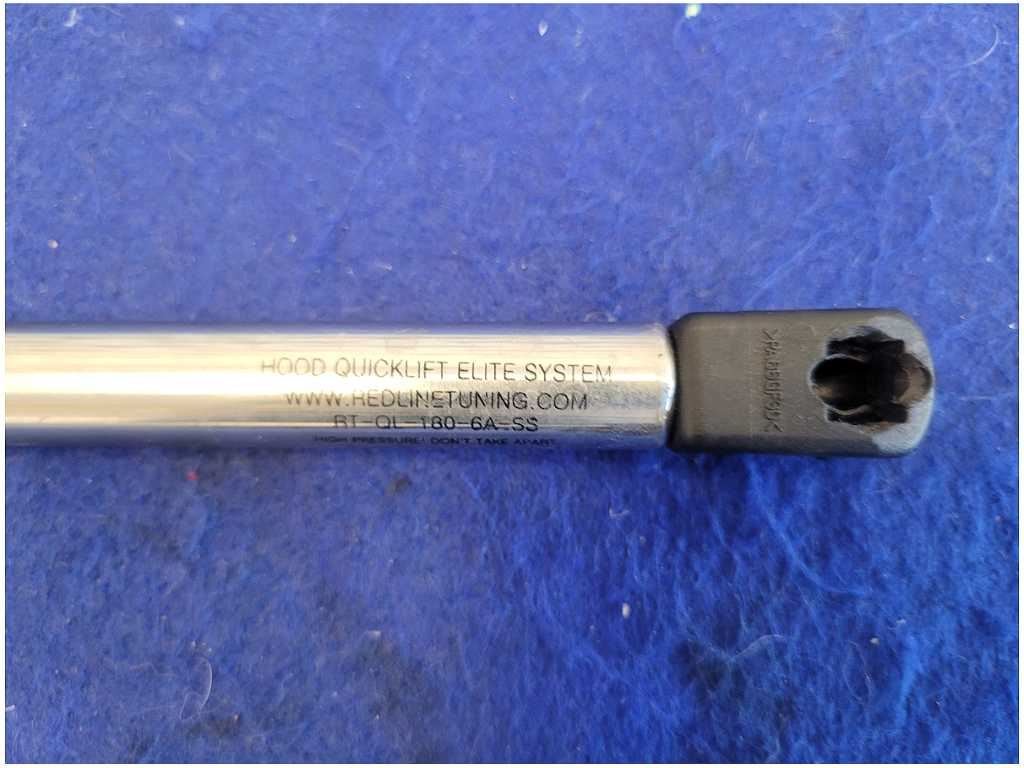 HOOD QUICKLIFT ELITE SYSTEM
WWW.REDLINETUNING.COM
RT-QL-180-6A-SS
HIGH PRESSURE! DON'T TAKE APART